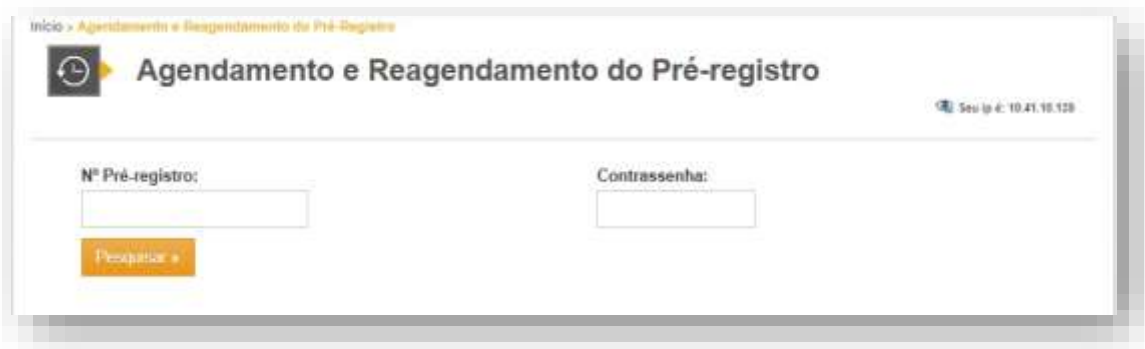 Início > Agendamento e Reagendamento do Pré-Registro
Agendamento e Reagendamento do Pré-registro
Seu ip é: 10.41.10.128
Nº Pré-registro:
Contrassenha:
Pesquisar »